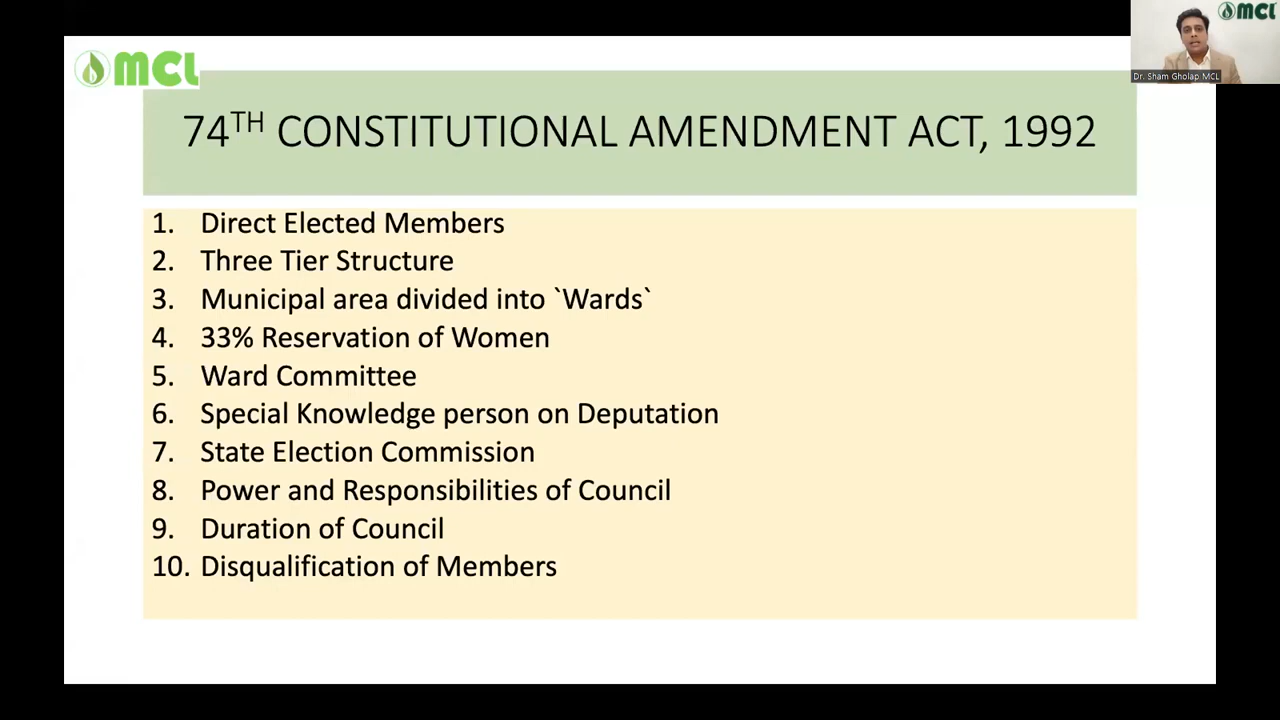 MCL
MCL
Dr. Sham Gholap MCL
74TH CONSTITUTIONAL AMENDMENT ACT, 1992
1. Direct Elected Members
2. Three Tier Structure
3. Municipal area divided into `Wards`
4. 33% Reservation of Women
5. Ward Committee
6. Special Knowledge person on Deputation
7. State Election Commission
8. Power and Responsibilities of Council
9. Duration of Council
10. Disqualification of Members